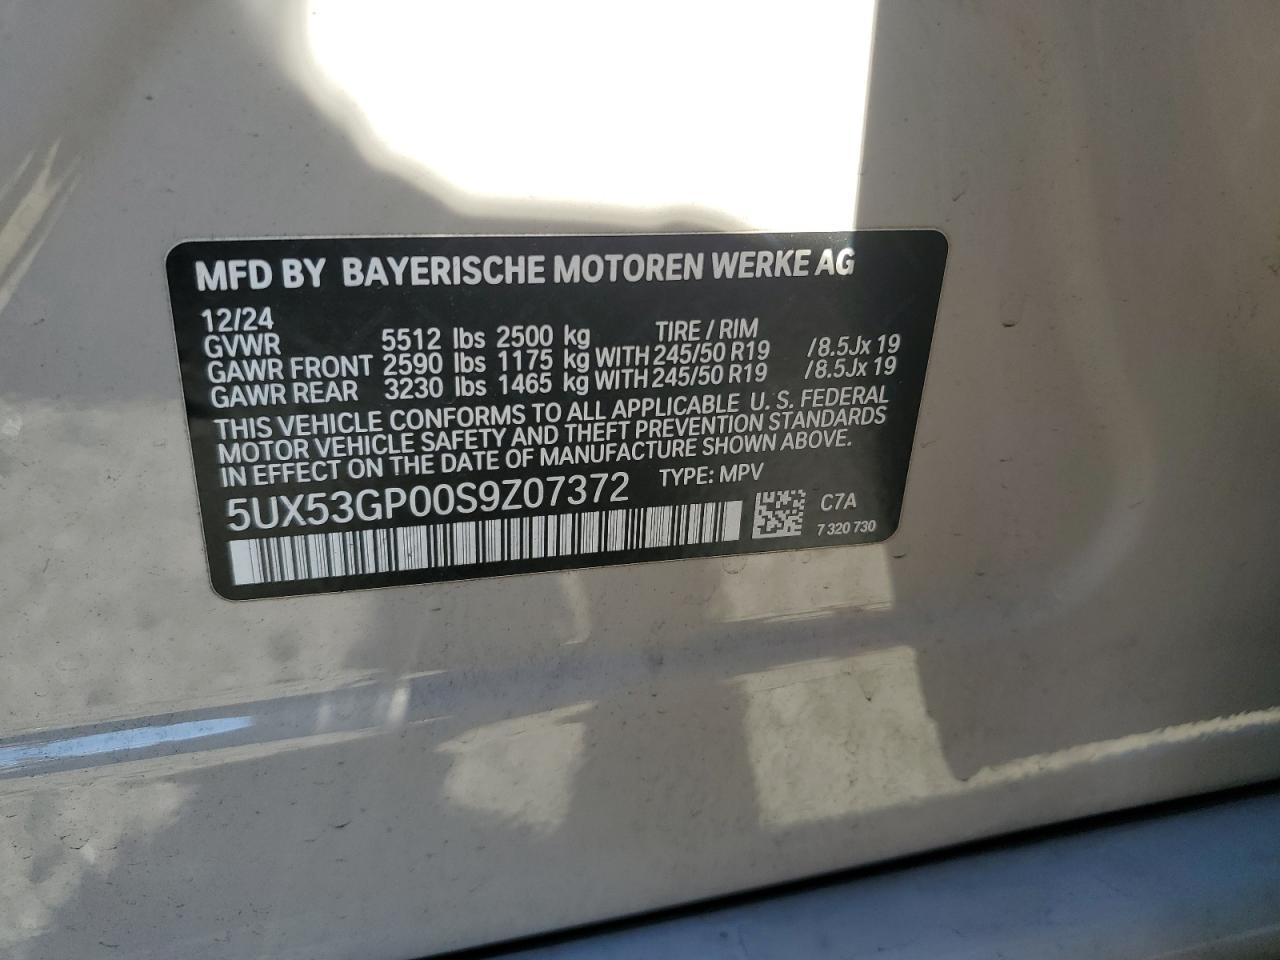 MFD BY BAYERISCHE MOTOREN WERKE AG
12/24
GVWR 5512 lbs 2500 kg TIRE / RIM
GAWR FRONT 2590 lbs 1175 kg WITH 245/50 R19 /8.5Jx 19
GAWR REAR 3230 lbs 1465 kg WITH 245/50 R19 /8.5Jx 19
THIS VEHICLE CONFORMS TO ALL APPLICABLE U. S. FEDERAL
MOTOR VEHICLE SAFETY AND THEFT PREVENTION STANDARDS
IN EFFECT ON THE DATE OF MANUFACTURE SHOWN ABOVE.
5UX53GP00S9Z07372 TYPE: MPV
C7A
7 320 730